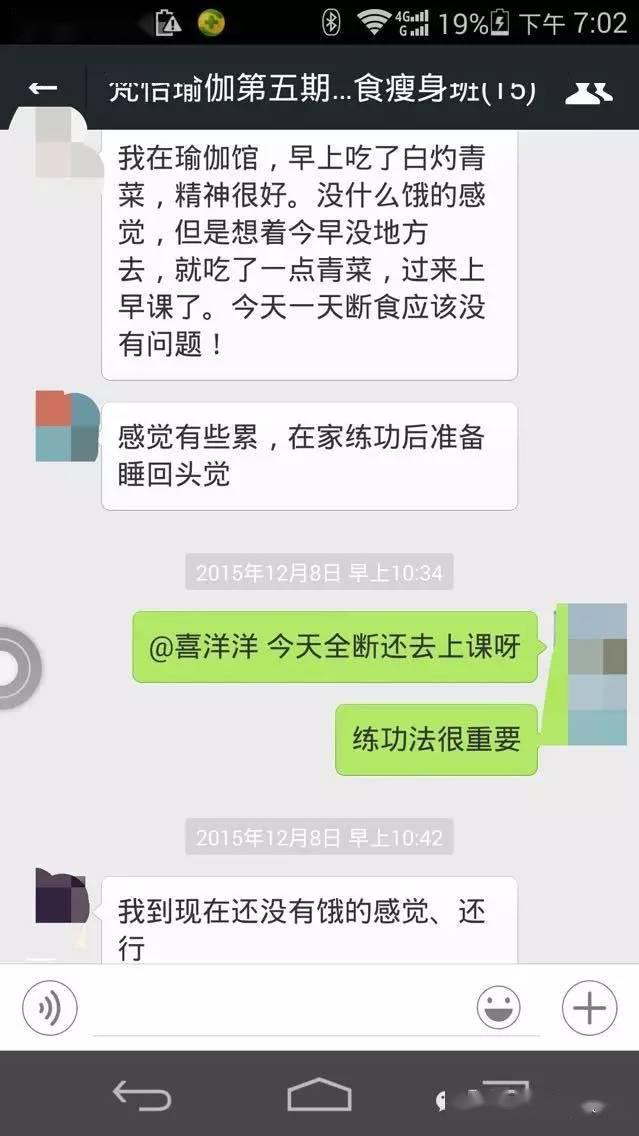 4G
G
19%
下午 7:02
梵恺瑜伽第五期...食瘦身班(15)
我在瑜伽馆，早上吃了白灼青
菜，精神很好。没什么饿的感
觉，但是想着今早没地方
去，就吃了一点青菜，过来上
早课了。今天一天断食应该没
有问题！
感觉有些累，在家练功后准备
睡回头觉
2015年12月8日 早上10:34
@喜洋洋 今天全断还去上课呀
练功法很重要
2015年12月8日 早上10:42
我到现在还没有饿的感觉、还
行